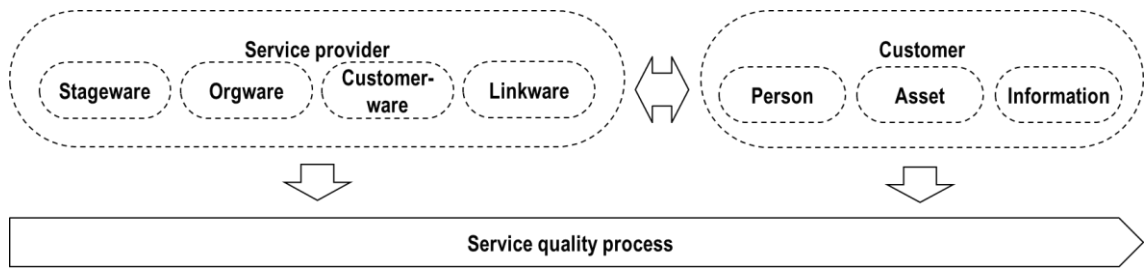 Service provider
Stageware
Orgware
Customer-
ware
Linkware
Customer
Person
Asset
Information
Service quality process